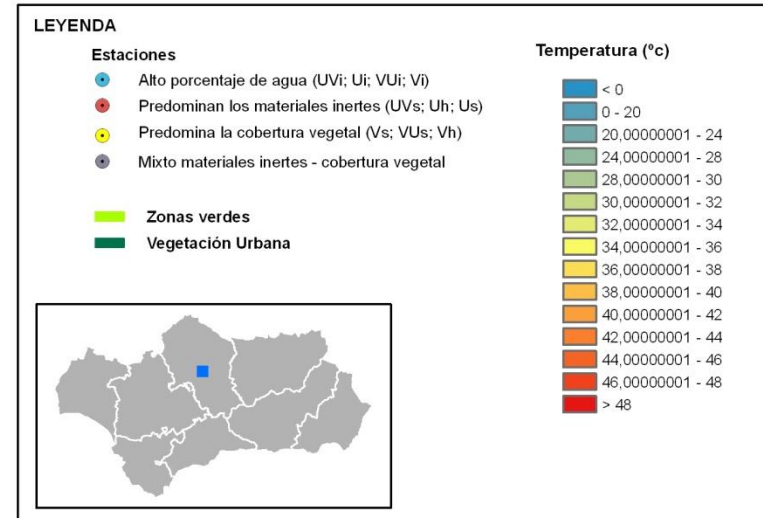 LEYENDA
Estaciones
Alto porcentaje de agua (UVi; Ui; VUi; Vi)
Predominan los materiales inertes (UVs; Uh; Us)
Predomina la cobertura vegetal (Vs; VUs; Vh)
Mixto materiales inertes - cobertura vegetal
Zonas verdes
Vegetación Urbana
Temperatura (ºc)
< 0
0 - 20
20,00000001 - 24
24,00000001 - 28
28,00000001 - 30
30,00000001 - 32
32,00000001 - 34
34,00000001 - 36
36,00000001 - 38
38,00000001 - 40
40,00000001 - 42
42,00000001 - 44
44,00000001 - 46
46,00000001 - 48
> 48